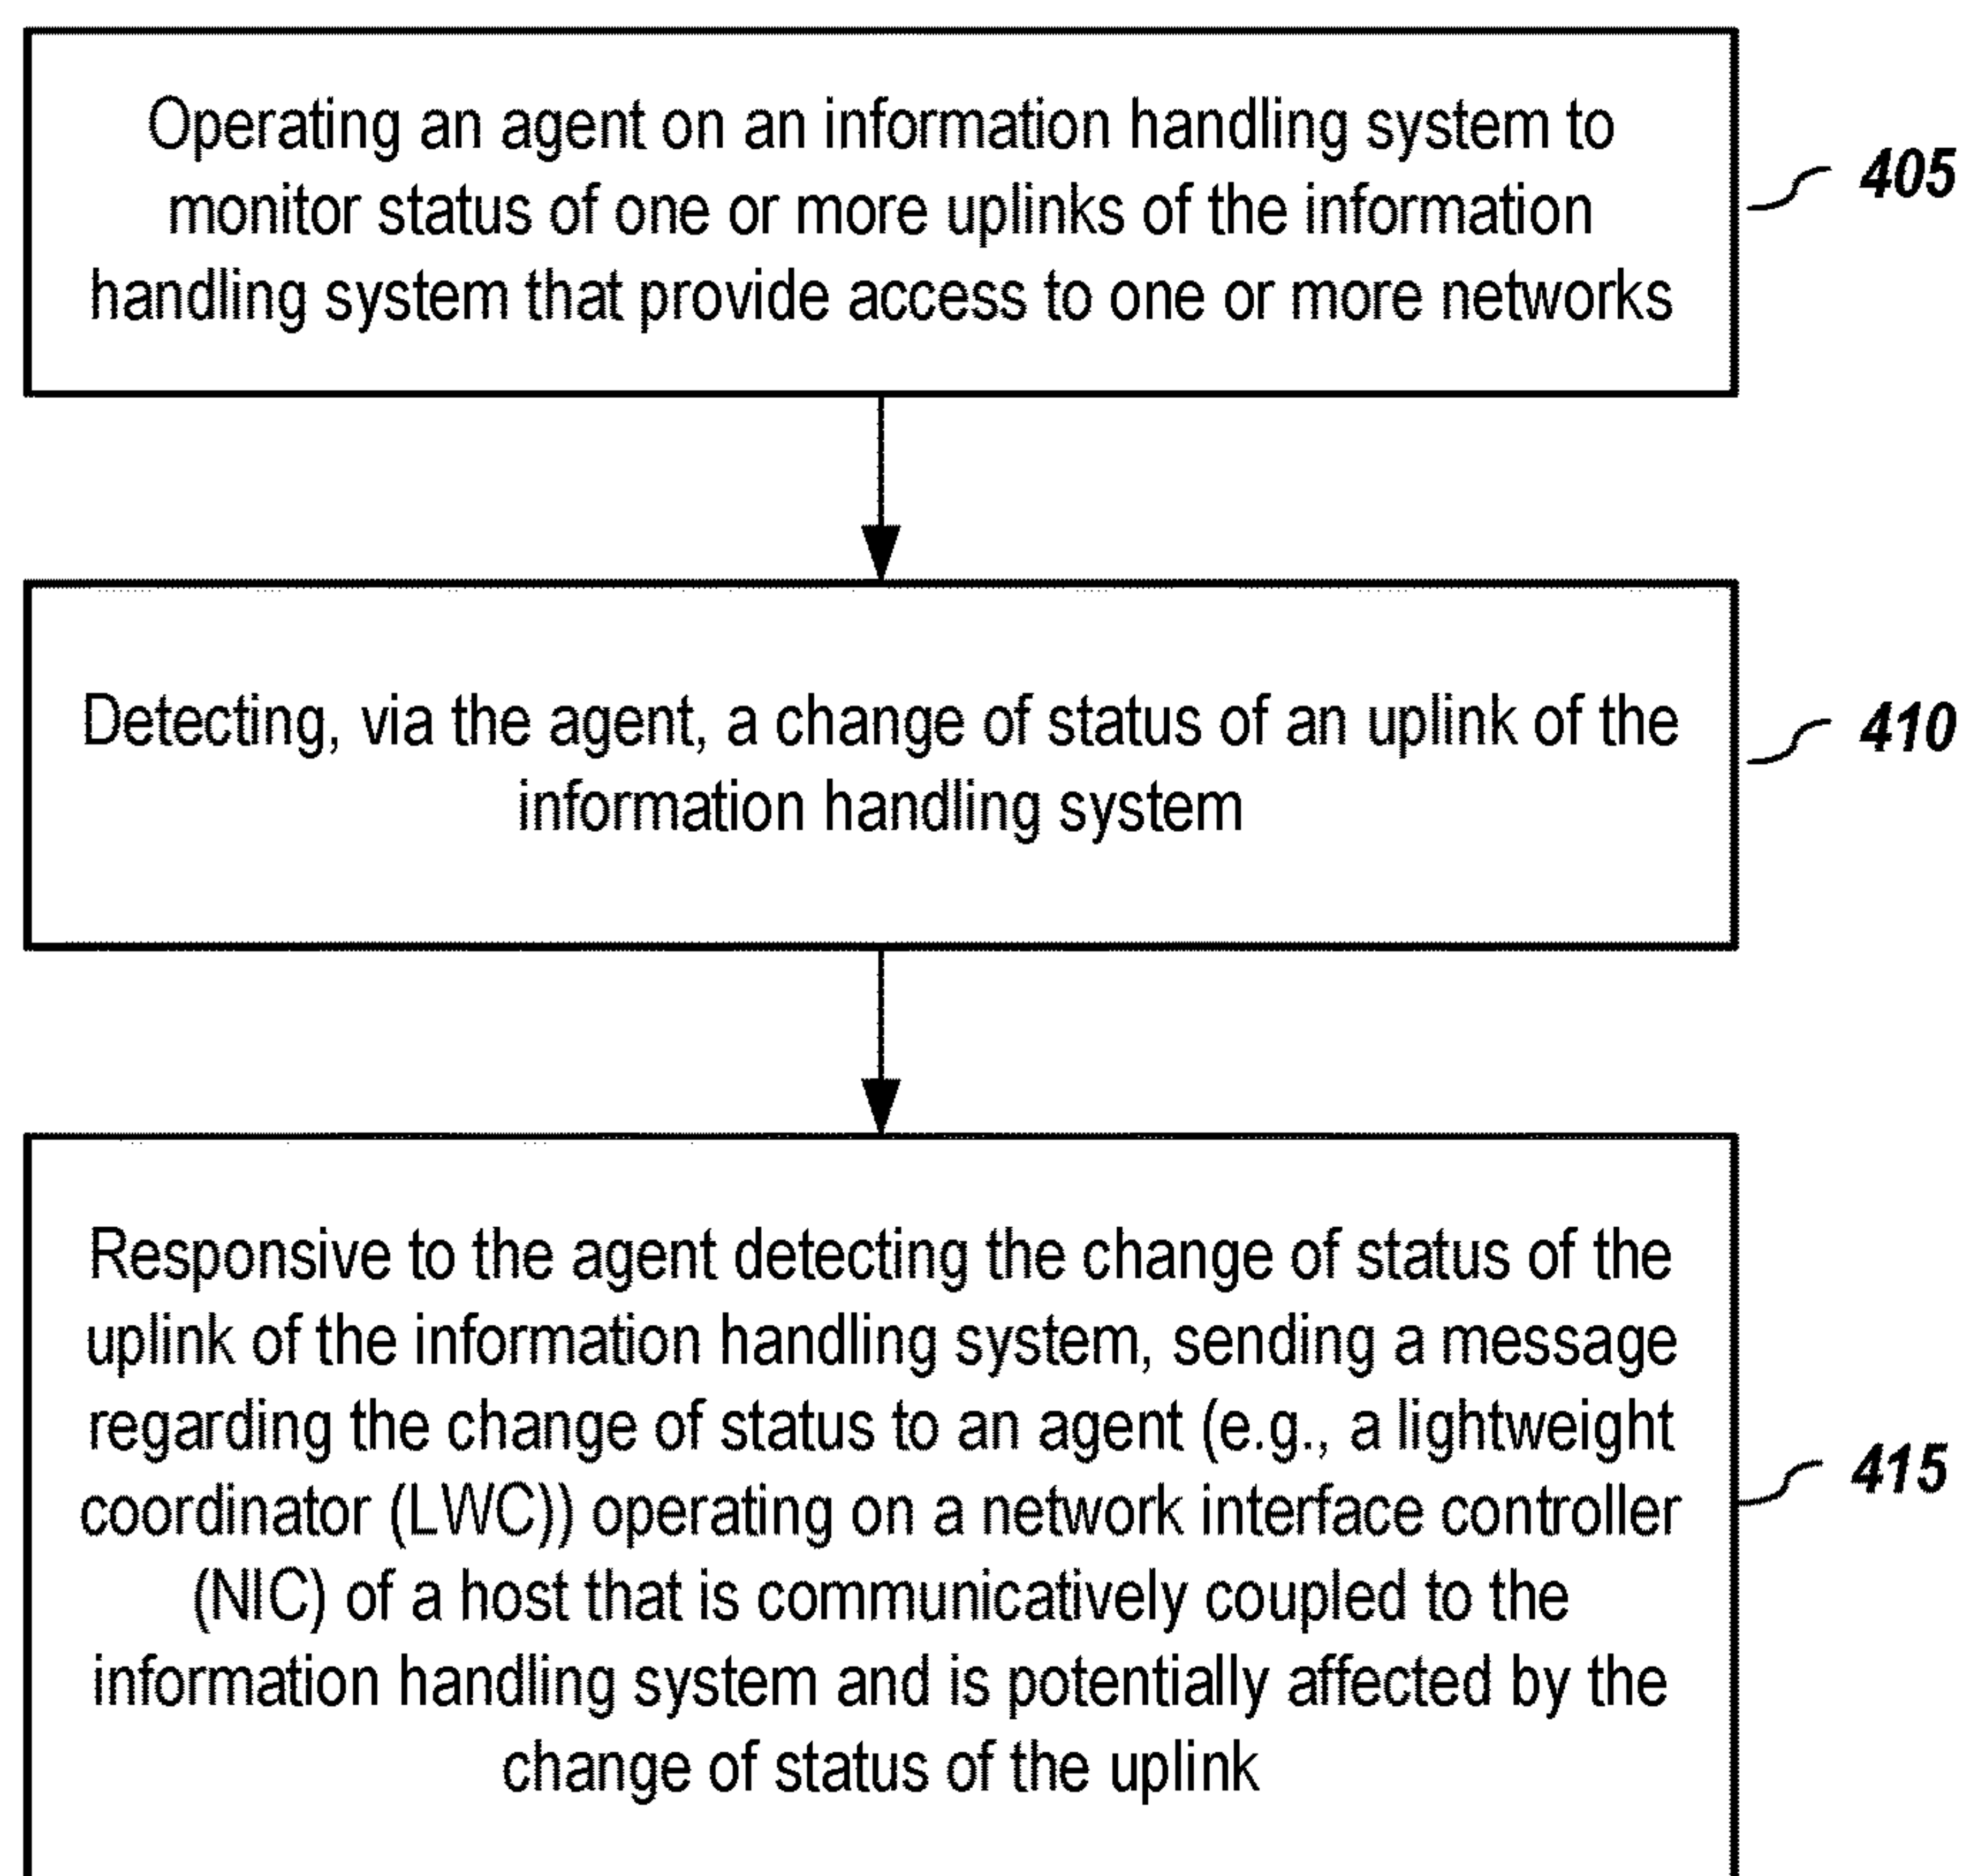 Operating an agent on an information handling system to
monitor status of one or more uplinks of the information
handling system that provide access to one or more networks
405
Detecting, via the agent, a change of status of an uplink of the
information handling system
410
Responsive to the agent detecting the change of status of the
uplink of the information handling system, sending a message
regarding the change of status to an agent (e.g., a lightweight
coordinator (LWC)) operating on a network interface controller
(NIC) of a host that is communicatively coupled to the
information handling system and is potentially affected by the
change of status of the uplink
415